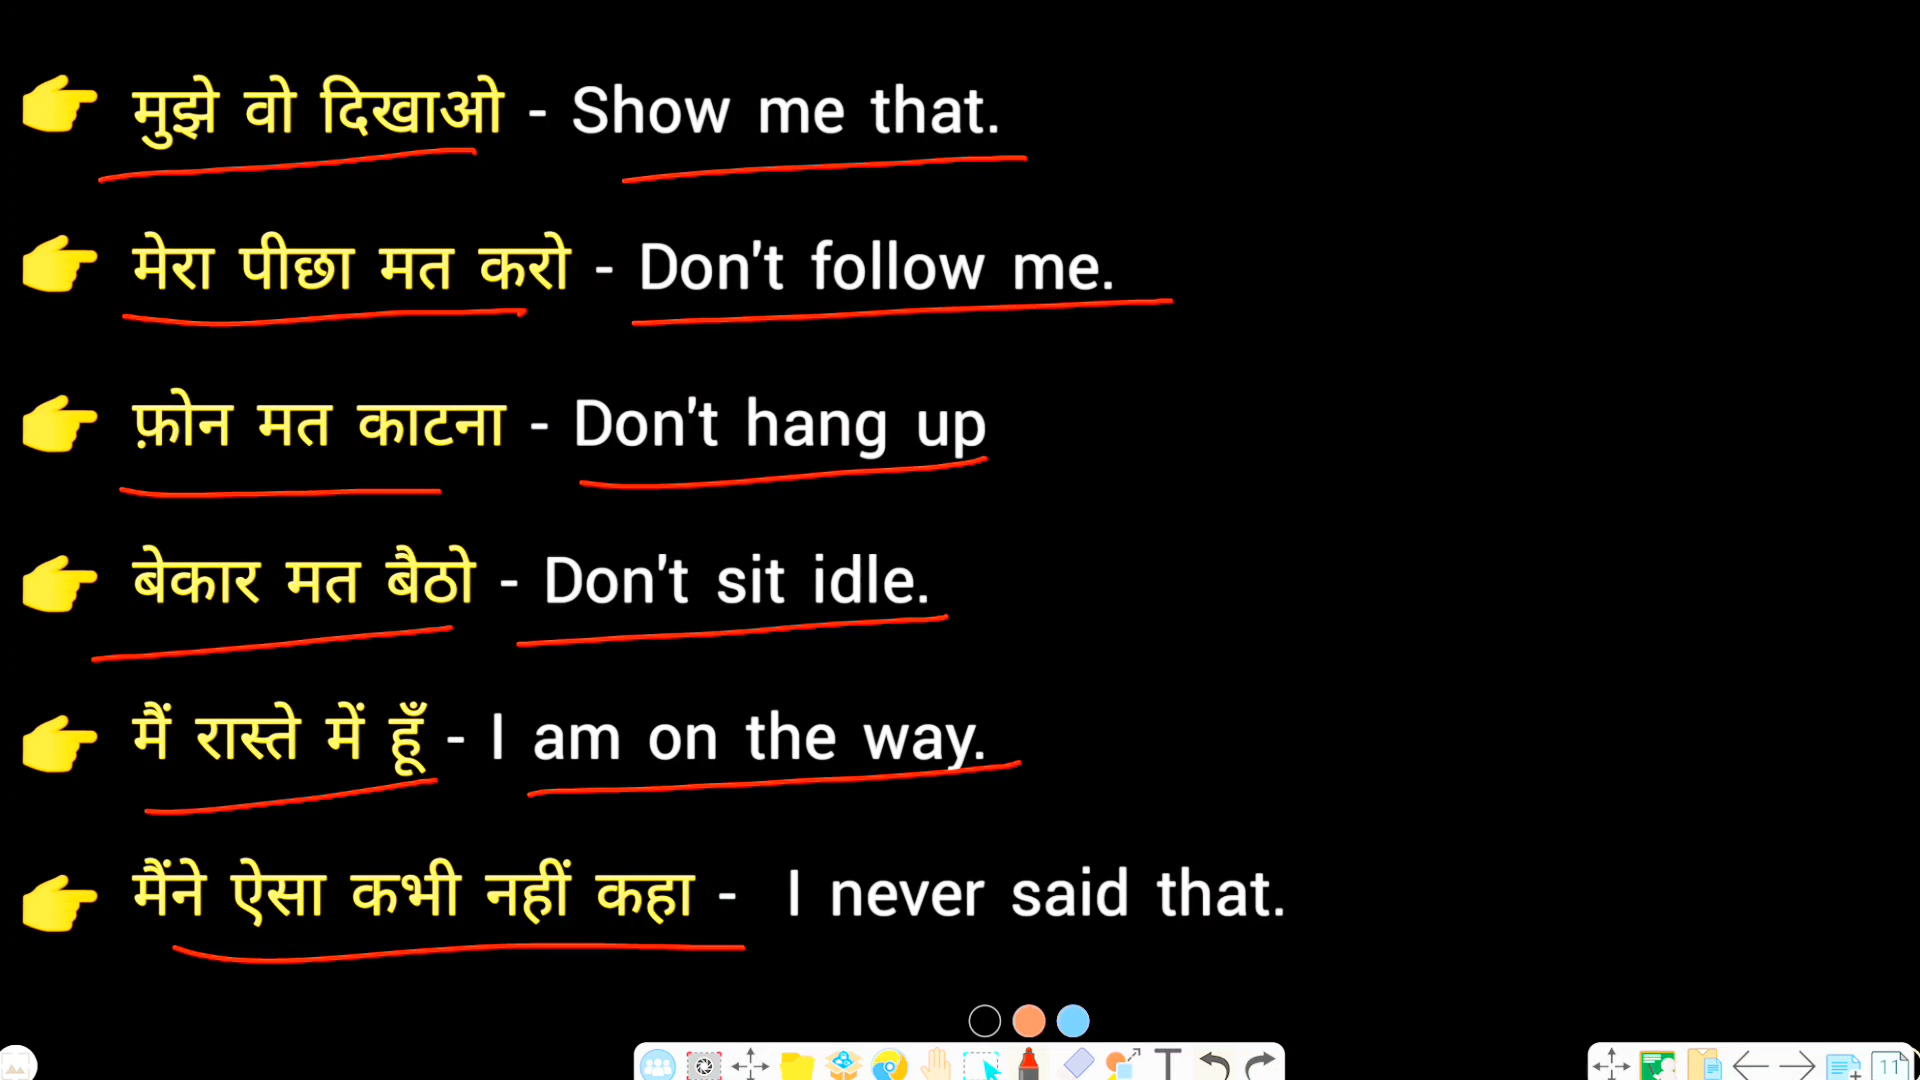 मुझे वो दिखाओ - Show me that.
मेरा पीछा मत करो - Don't follow me.
फ़ोन मत काटना - Don't hang up
बेकार मत बैठो - Don't sit idle.
मैं रास्ते में हूँ - I am on the way.
मैंने ऐसा कभी नहीं कहा - I never said that.
11